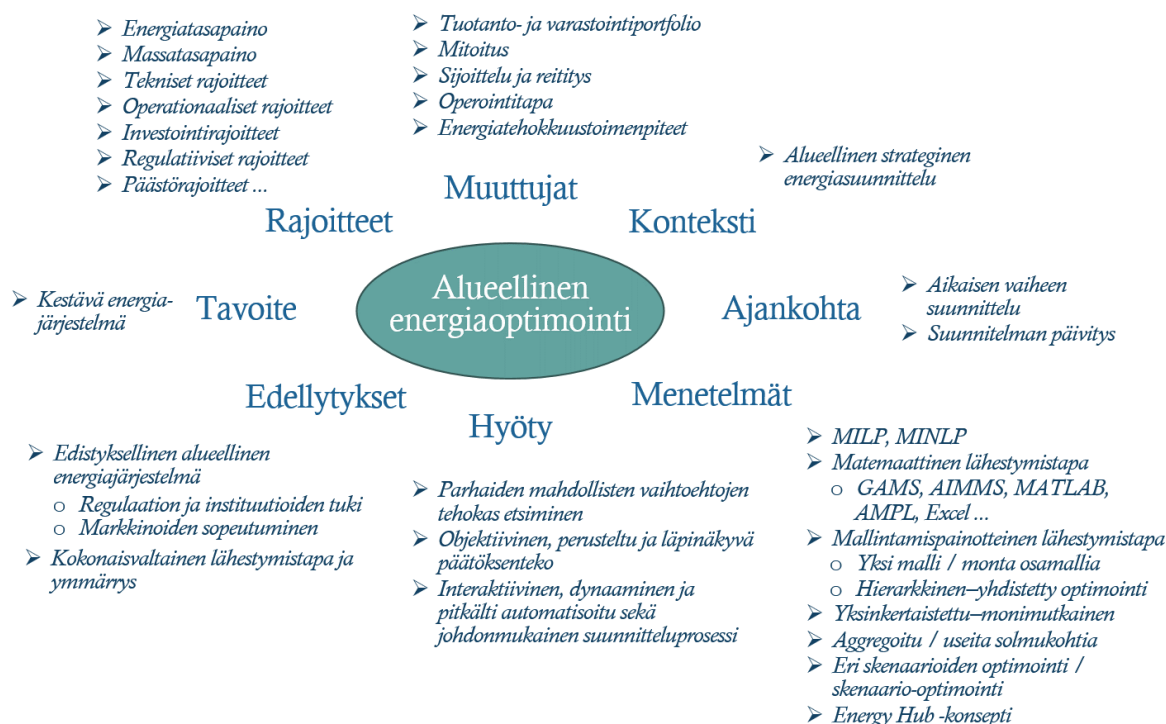 ➢ Energiatasapaino
➢ Massatasapaino
➢ Tekniset rajoitteet
➢ Operationaaliset rajoitteet
➢ Investointirajoitteet
➢ Regulatiiviset rajoitteet
➢ Päästörajoitteet ...
Rajoitteet
➢ Tuotanto- ja varastointiportfolio
➢ Mitoitus
➢ Sijoittelu ja reititys
➢ Operointitapa
➢ Energiatehokkuustoimenpiteet
Muuttujat
➢ Alueellinen strateginen
energiasuunnittelu
Konteksti
➢ Kestävä energia-
järjestelmä
Tavoite
Alueellinen
energiaoptimointi
Ajankohta
➢ Aikaisen vaiheen
suunnittelu
➢ Suunnitelman päivitys
Edellytykset
➢ Edistyksellinen alueellinen
energiajärjestelmä
o Regulaation ja instituutioiden tuki
o Markkinoiden sopeutuminen
➢ Kokonaisvaltainen lähestymistapa ja
ymmärrys
Hyöty
➢ Parhaiden mahdollisten vaihtoehtojen
tehokas etsiminen
➢ Objektiivinen, perusteltu ja läpinäkyvä
päätöksenteko
➢ Interaktiivinen, dynaaminen ja
pitkälti automatisoitu sekä
johdonmukainen suunnitteluprosessi
Menetelmät
➢ MILP, MINLP
➢ Matemaattinen lähestymistapa
o GAMS, AIMMS, MATLAB,
AMPL, Excel ...
➢ Mallintamispainotteinen lähestymistapa
o Yksi malli / monta osamallia
o Hierarkkinen–yhdistetty optimointi
➢ Yksinkertaistettu–monimutkainen
➢ Aggregoitu / useita solmukohtia
➢ Eri skenaarioiden optimointi /
skenaario-optimointi
➢ Energy Hub -konsepti